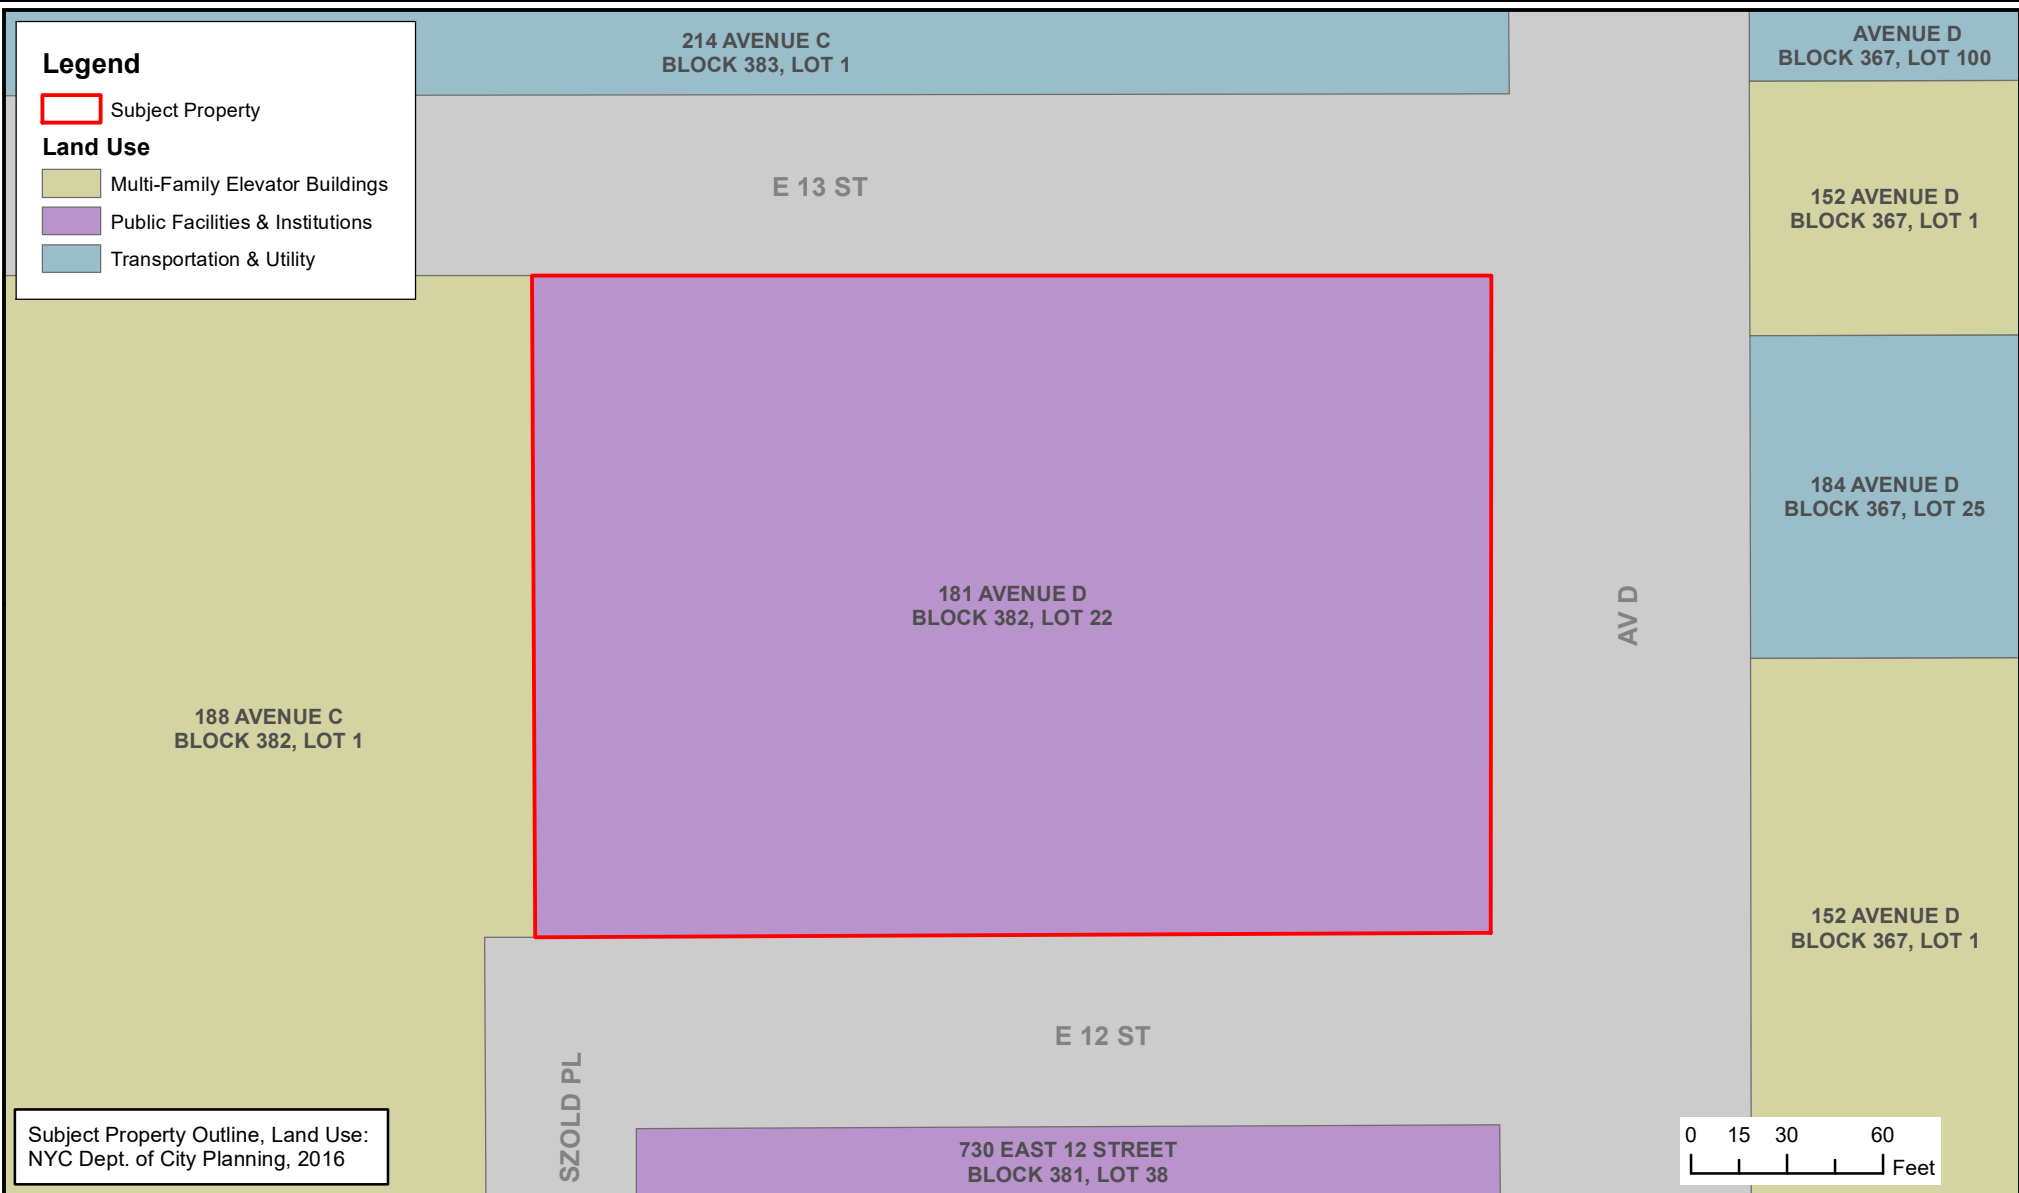 Legend
Subject Property
Land Use
Multi-Family Elevator Buildings
Public Facilities & Institutions
Transportation & Utility
214 AVENUE C
BLOCK 383, LOT 1
AVENUE D
BLOCK 367, LOT 100
E 13 ST
152 AVENUE D
BLOCK 367, LOT 1
184 AVENUE D
BLOCK 367, LOT 25
181 AVENUE D
BLOCK 382, LOT 22
AV D
188 AVENUE C
BLOCK 382, LOT 1
152 AVENUE D
BLOCK 367, LOT 1
E 12 ST
SZOLD PL
730 EAST 12 STREET
BLOCK 381, LOT 38
Subject Property Outline, Land Use:
NYC Dept. of City Planning, 2016
0 15 30 60
Feet